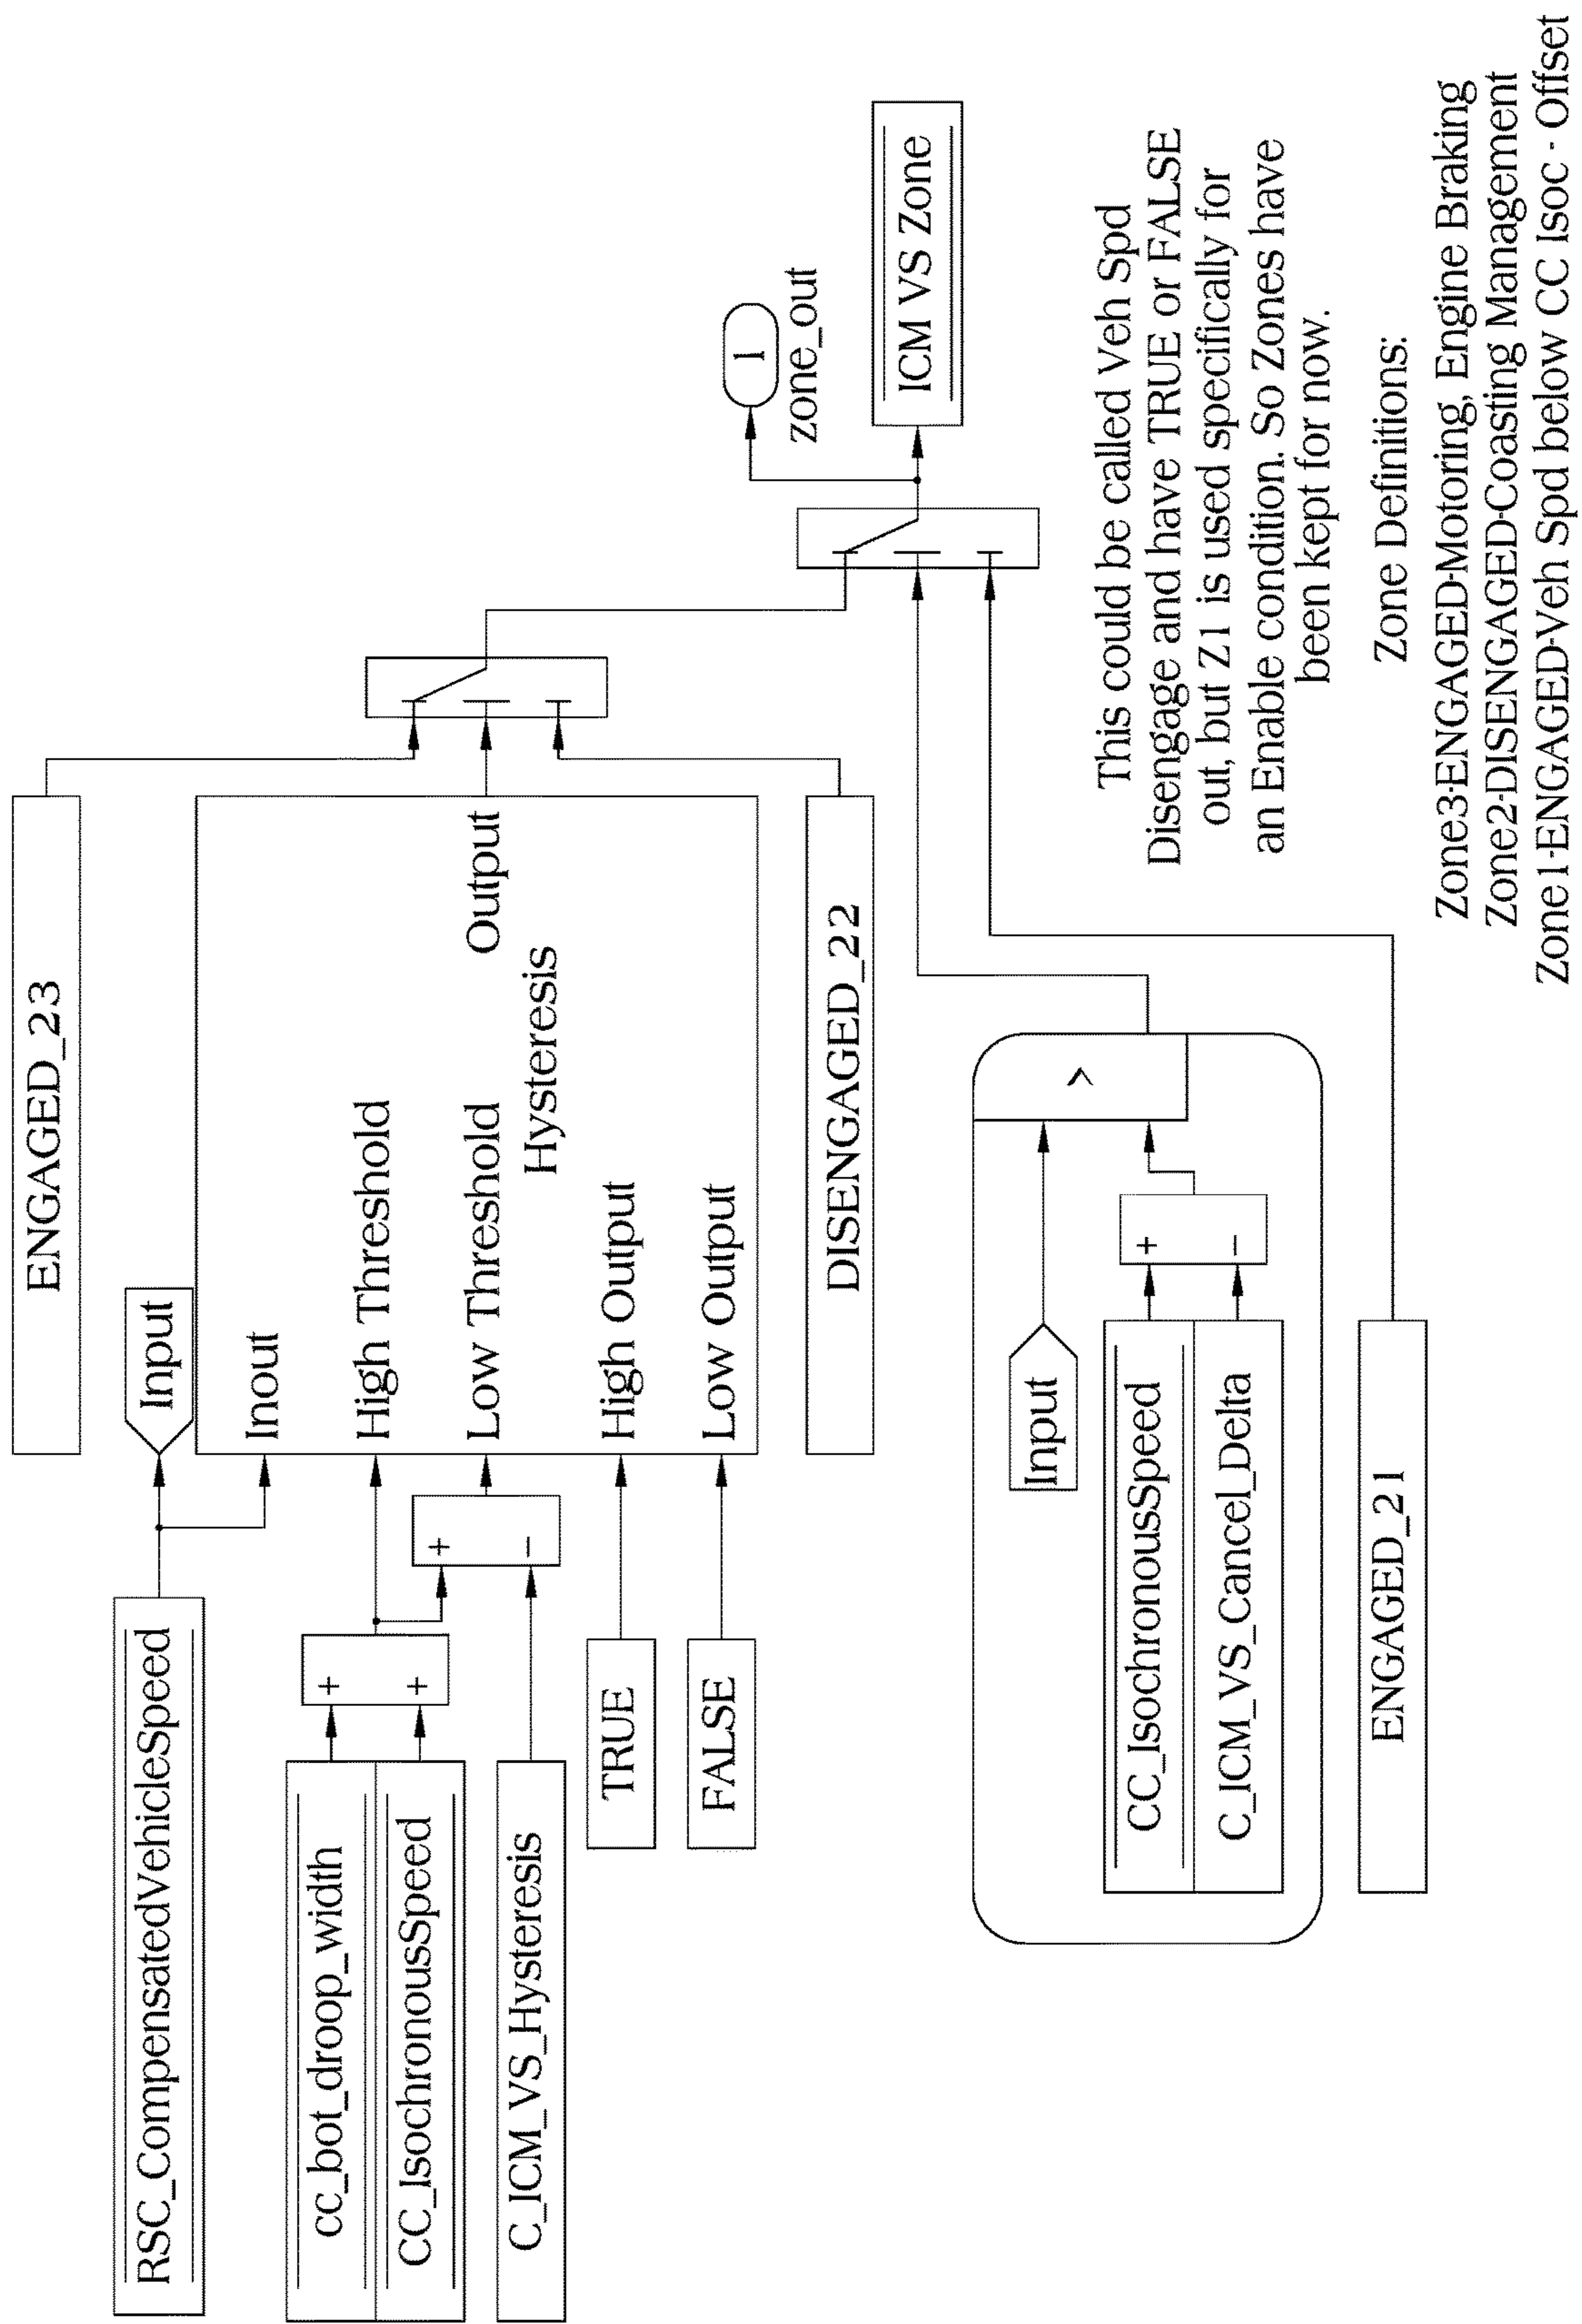 ENGAGED_23
RSC_CompensatedVehicleSpeed
Input
Inout
cc_bot_droop_width
+
CC_IsochronousSpeed
+
High Threshold
C_ICM_VS_Hysteresis
+
-
Low Threshold
Output
Hysteresis
TRUE
High Output
FALSE
Low Output
DISENGAGED_22
1
zone_out
ICM VS Zone
Input
>
CC_IsochronousSpeed
+
C_ICM_VS_Cancel_Delta
-
ENGAGED_21
This could be called Veh Spd
Disengage and have TRUE or FALSE
out, but Z1 is used specifically for
an Enable condition. So Zones have
been kept for now.
Zone Definitions:
Zone3-ENGAGED-Motoring, Engine Braking
Zone2-DISENGAGED-Coasting Management
Zone1-ENGAGED-Veh Spd below CC Isoc - Offset